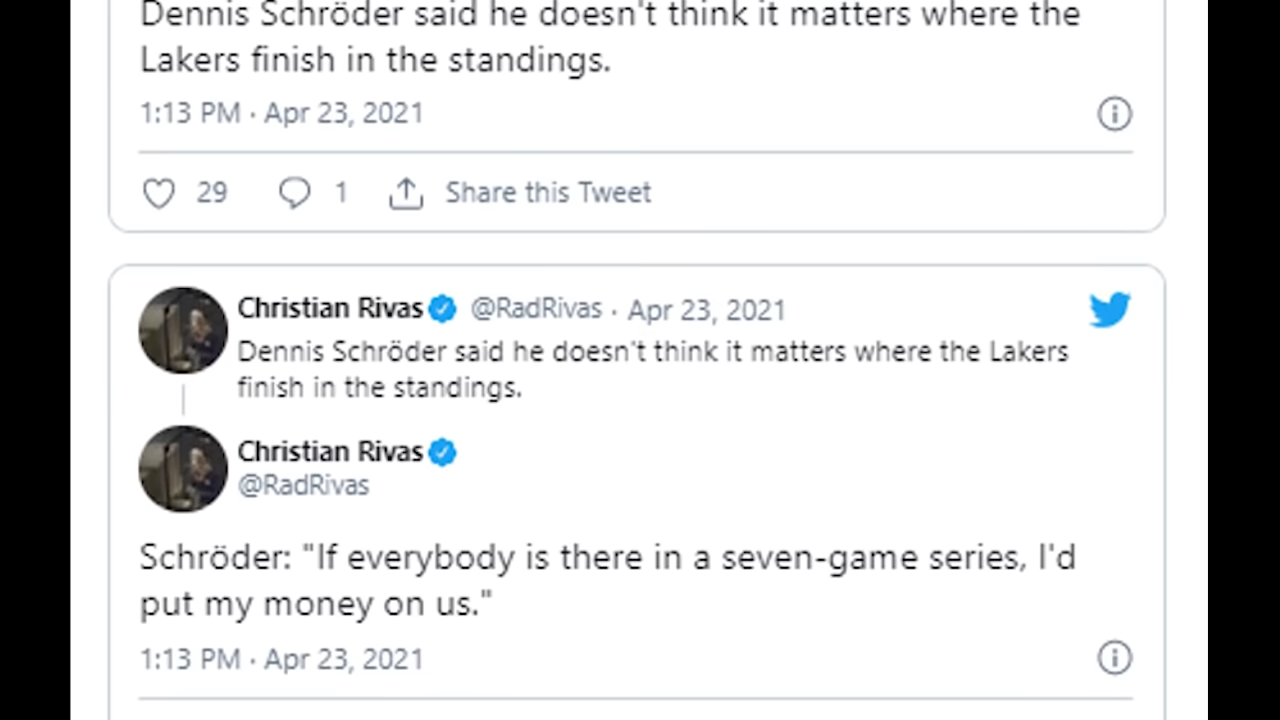 Dennis Schröder said he doesn't think it matters where the
Lakers finish in the standings.
1:13 PM · Apr 23, 2021
29 1 Share this Tweet
Christian Rivas @RadRivas · Apr 23, 2021
Dennis Schröder said he doesn't think it matters where the Lakers
finish in the standings.
Christian Rivas
@RadRivas
Schröder: "If everybody is there in a seven-game series, I'd
put my money on us."
1:13 PM · Apr 23, 2021